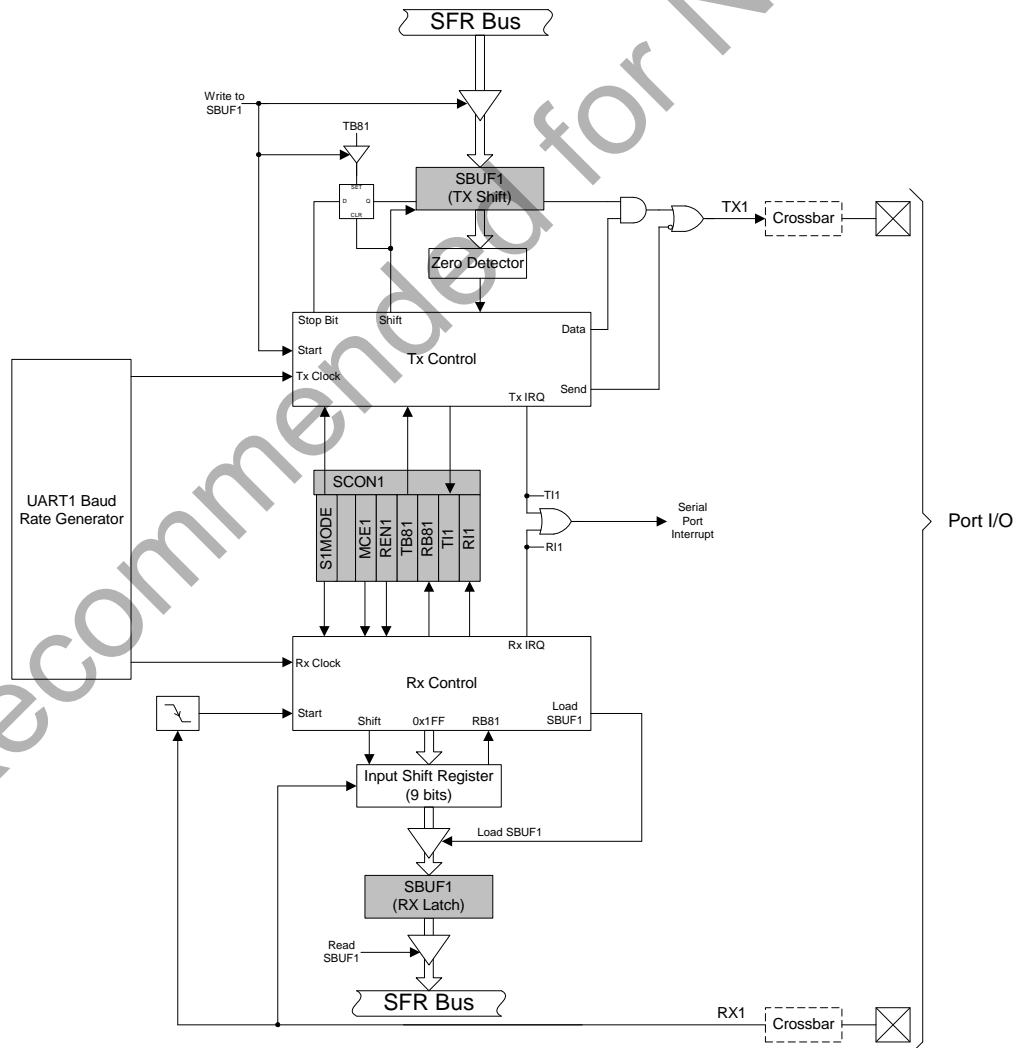 SFR Bus
Write to
SBUF1
TB81
SET
D
Q
CLR
SBUF1
(TX Shift)
Zero Detector
TX1
Crossbar
Stop Bit
Shift
Data
Start
Tx Control
Tx Clock
Send
Tx IRQ
UART1 Baud
Rate Generator
SCON1
S1MODE
MCE1
REN1
TB81
RB81
TI1
RI1
TI1
RI1
Serial
Port
Interrupt
Port I/O
Rx IRQ
Rx Clock
Rx Control
Start
Load
SBUF1
Shift
0x1FF
RB81
Input Shift Register
(9 bits)
Load SBUF1
SBUF1
(RX Latch)
Read
SBUF1
SFR Bus
RX1
Crossbar
ecommended for N